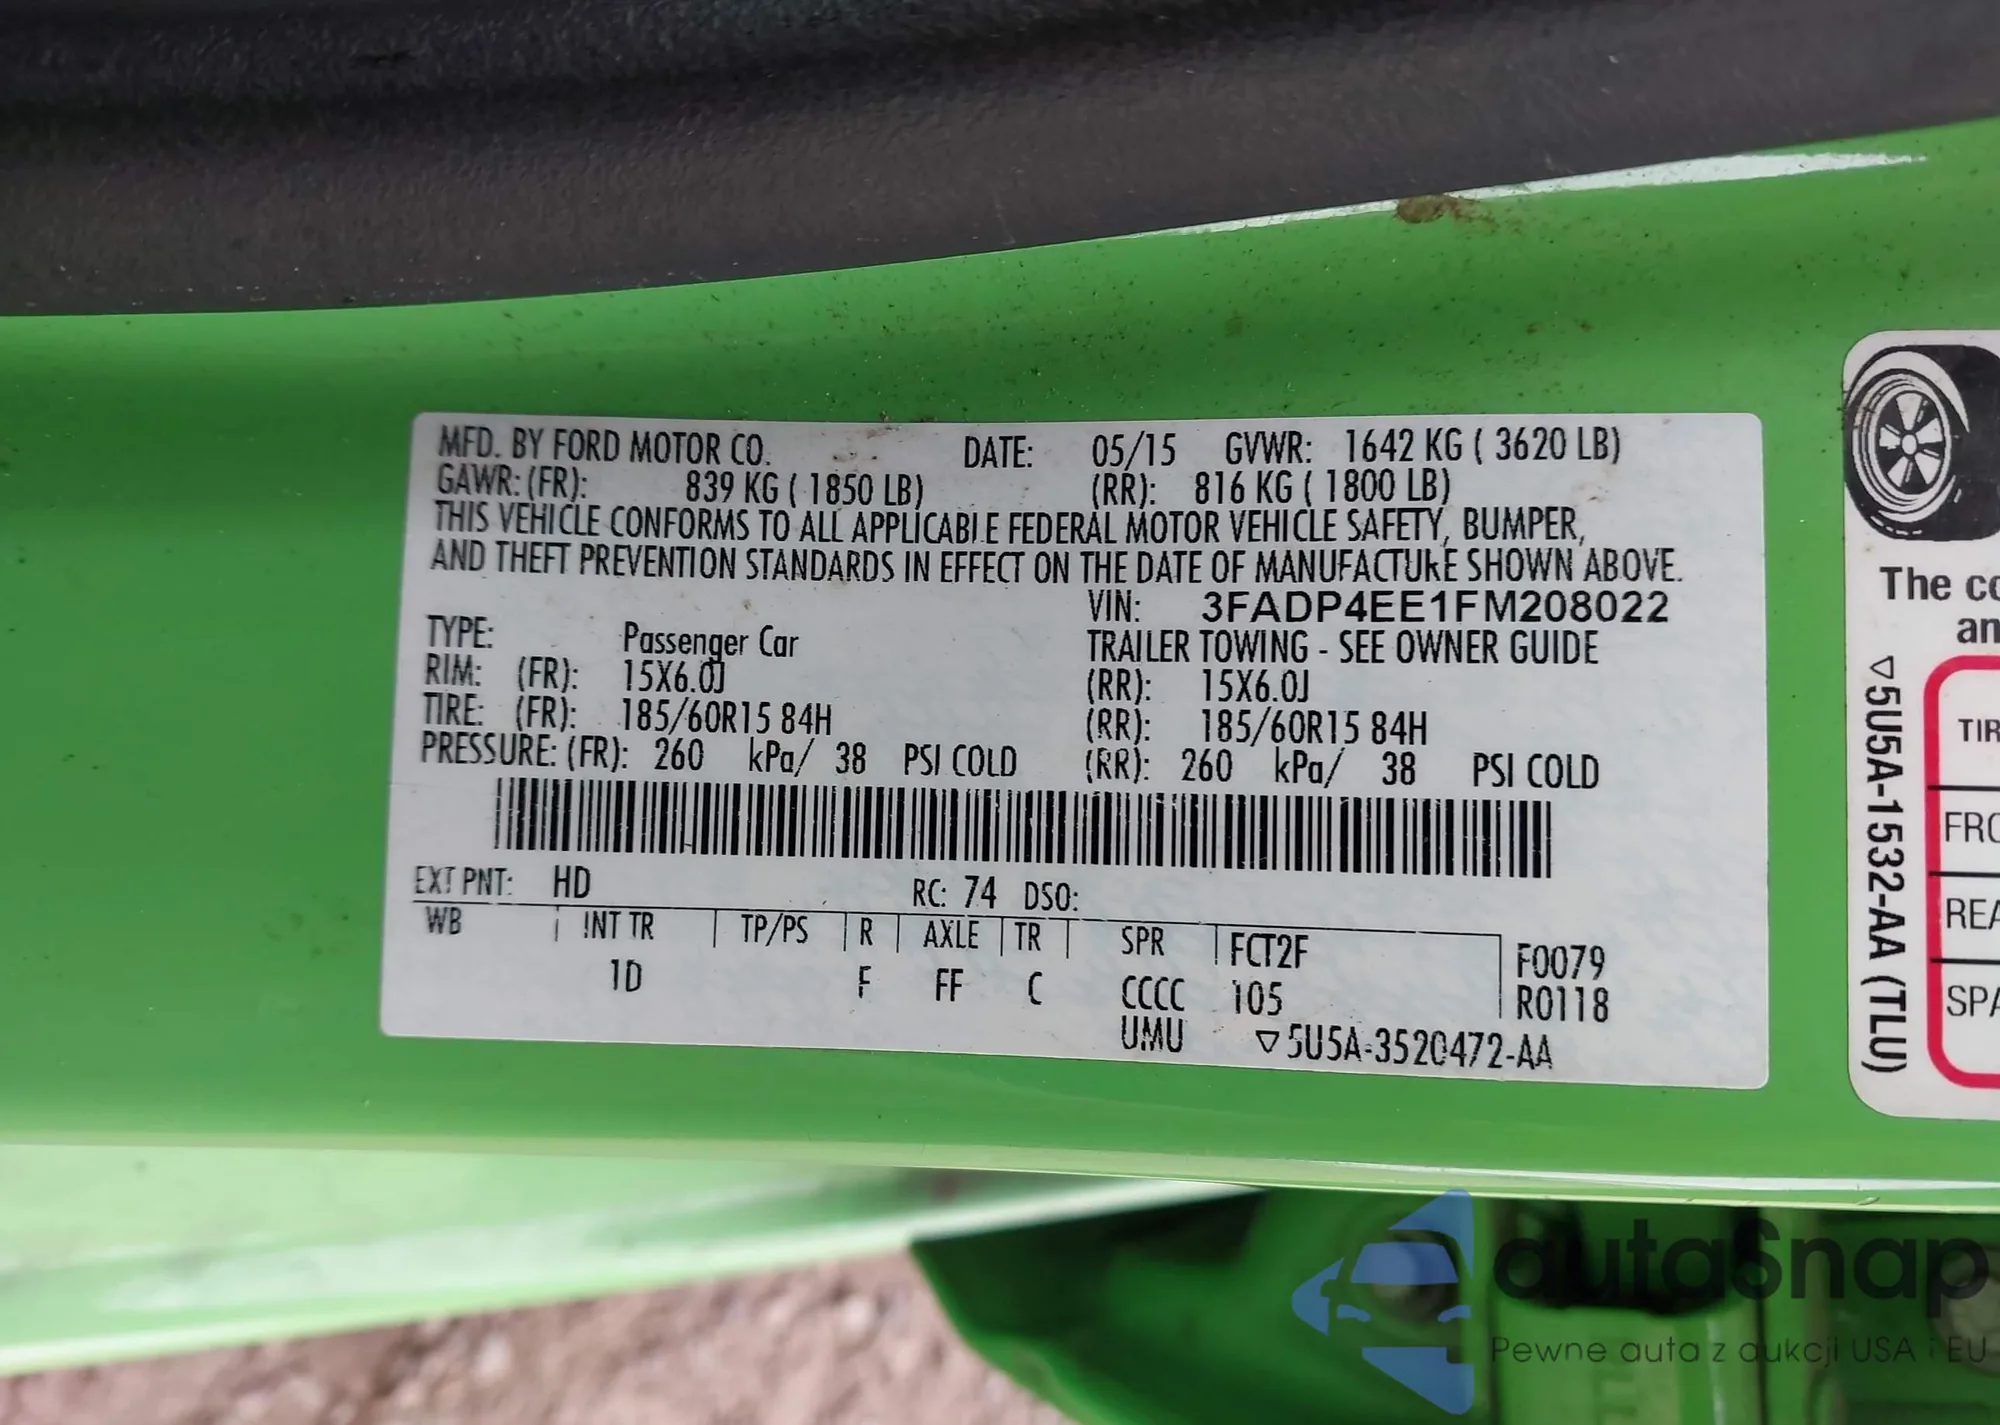 MFD. BY FORD MOTOR CO. DATE: 05/15 GVWR: 1642 KG ( 3620 LB)
GAWR: (FR): 839 KG ( 1850 LB) (RR): 816 KG ( 1800 LB)
THIS VEHICLE CONFORMS TO ALL APPLICABLE FEDERAL MOTOR VEHICLE SAFETY, BUMPER,
AND THEFT PREVENTION STANDARDS IN EFFECT ON THE DATE OF MANUFACTURE SHOWN ABOVE.
VIN: 3FADP4EE1FM208022
TYPE: Passenger Car TRAILER TOWING - SEE OWNER GUIDE
RIM: (FR): 15X6.0J (RR): 15X6.0J
TIRE: (FR): 185/60R15 84H (RR): 185/60R15 84H
PRESSURE: (FR): 260 kPa/ 38 PSI COLD (RR): 260 kPa/ 38 PSI COLD
EXT PNT: HD RC: 74 DSO:
WB INT TR TP/PS R AXLE TR SPR FCT2F F0079
1D F FF C CCCC 105 R0118
UMU ▽5U5A-3520472-AA
The co
an
▽5U5A-1532-AA (TLU)
TIR
FRO
REA
SPA
autaSnap
Pewne auta z aukcji USA i EU